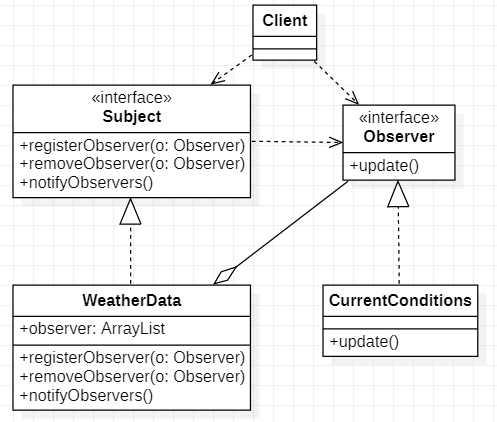 Client
«interface»
Subject
+registerObserver(o: Observer)
+removeObserver(o: Observer)
+notifyObservers()
«interface»
Observer
+update()
WeatherData
+observer: ArrayList
+registerObserver(o: Observer)
+removeObserver(o: Observer)
+notifyObservers()
CurrentConditions
+update()